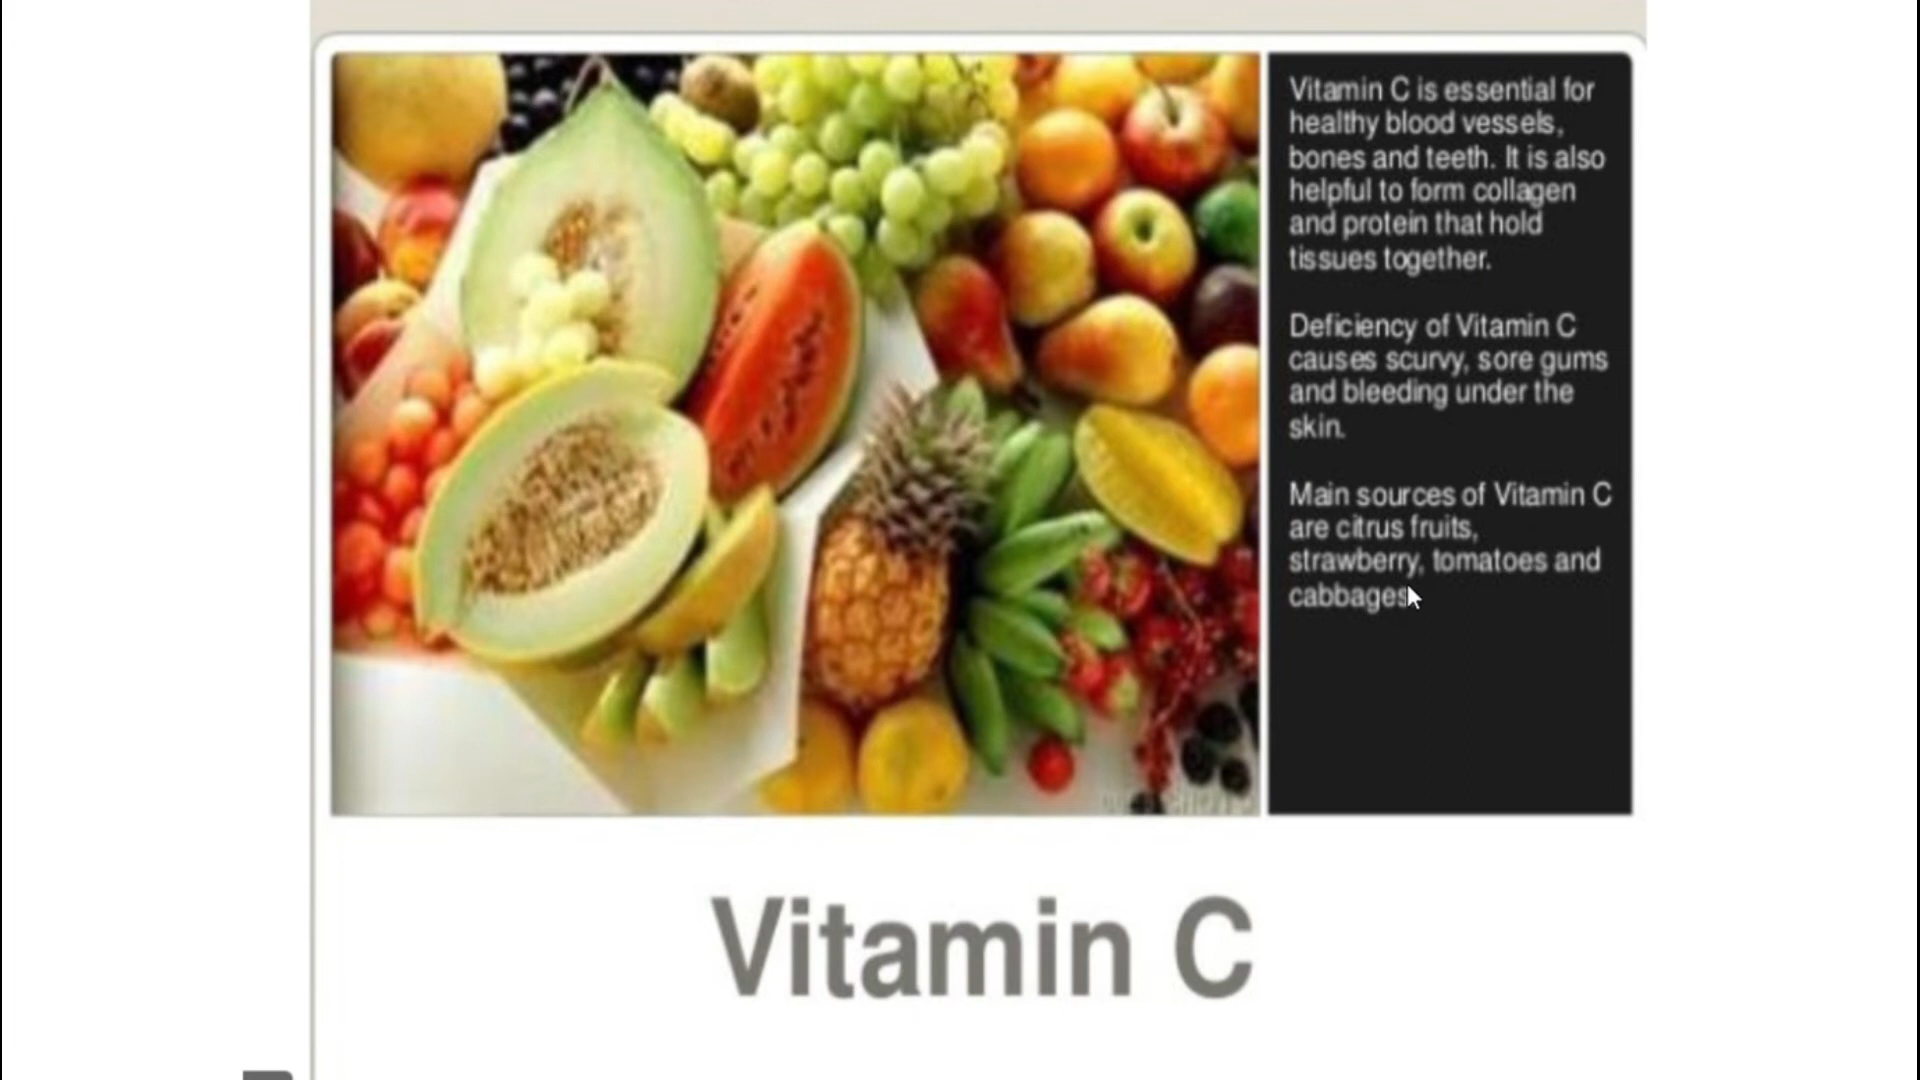 Vitamin C is essential for
healthy blood vessels,
bones and teeth. It is also
helpful to form collagen
and protein that hold
tissues together.
Deficiency of Vitamin C
causes scurvy, sore gums
and bleeding under the
skin.
Main sources of Vitamin C
are citrus fruits,
strawberry, tomatoes and
cabbages
Vitamin C